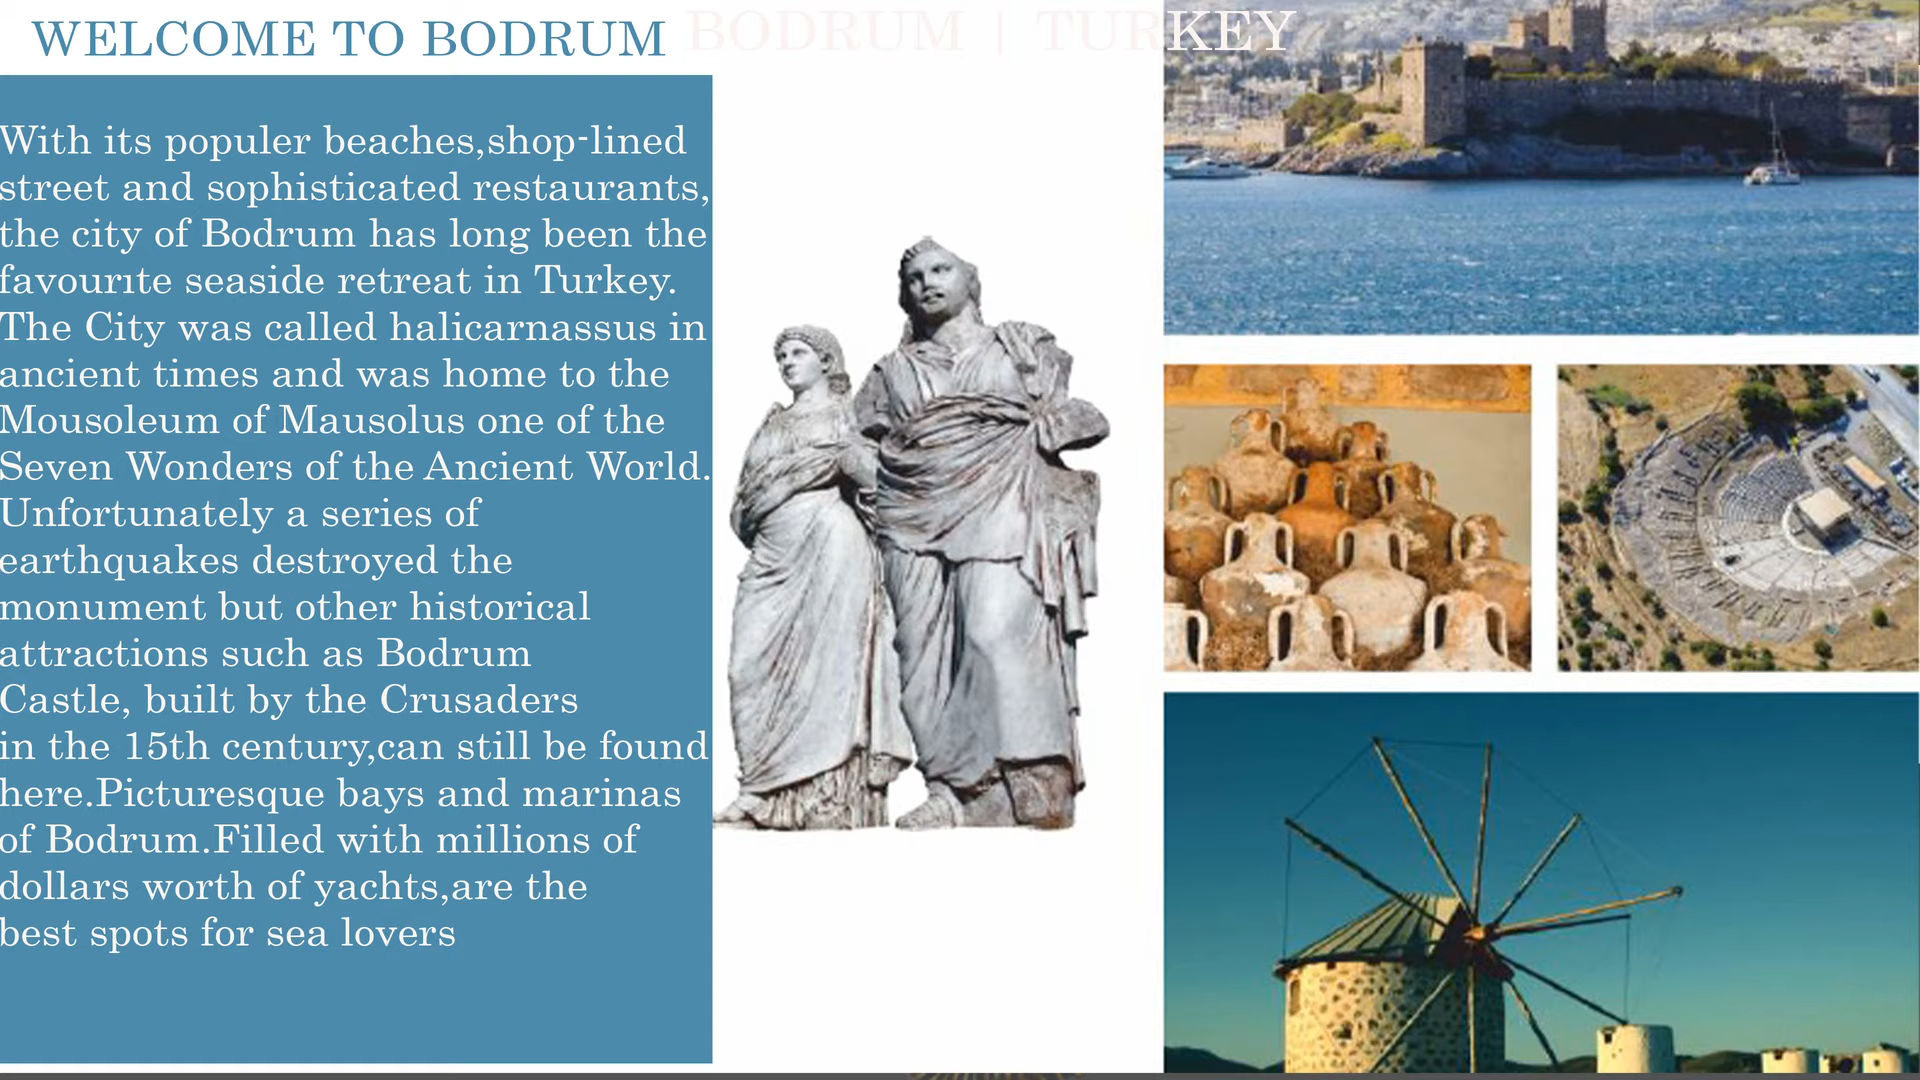 WELCOME TO BODRUM
BODRUM | TURKEY
With its populer beaches,shop-lined
street and sophisticated restaurants,
the city of Bodrum has long been the
favourıte seaside retreat in Turkey.
The City was called halicarnassus in
ancient times and was home to the
Mousoleum of Mausolus one of the
Seven Wonders of the Ancient World.
Unfortunately a series of
earthquakes destroyed the
monument but other historical
attractions such as Bodrum
Castle, built by the Crusaders
in the 15th century,can still be found
here.Picturesque bays and marinas
of Bodrum.Filled with millions of
dollars worth of yachts,are the
best spots for sea lovers